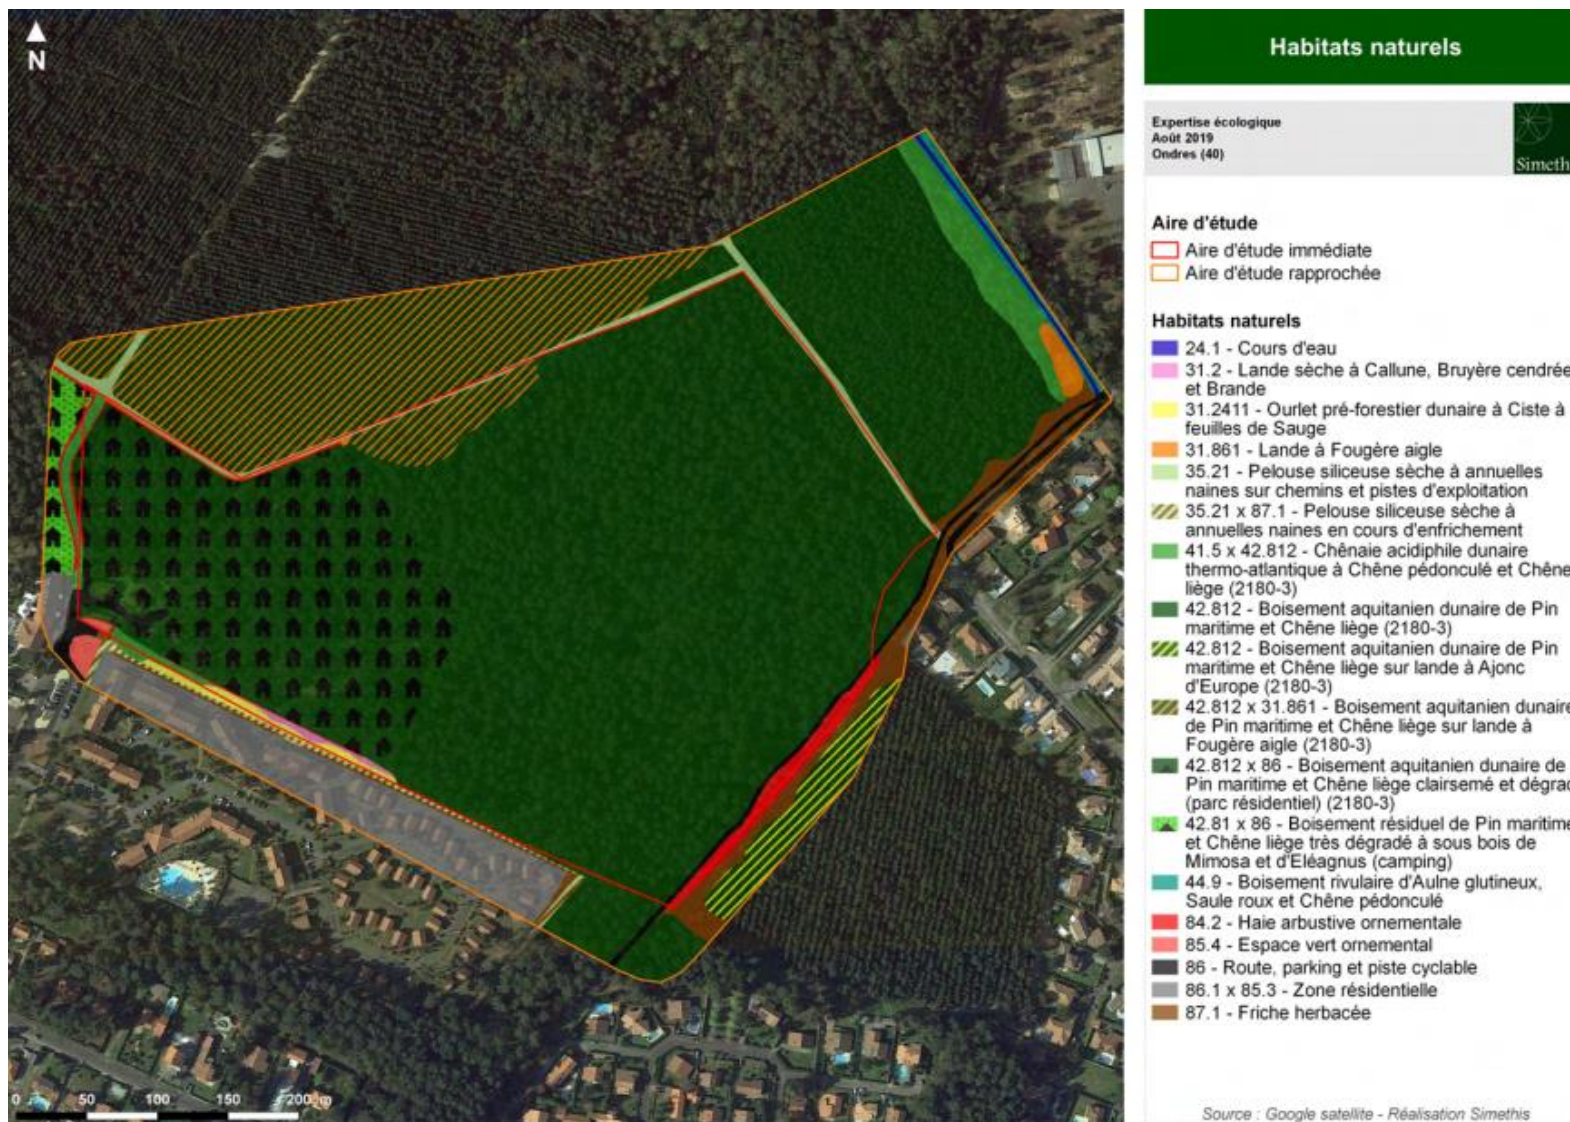 N
Habitats naturels
Expertise écologique
Août 2019
Ondres (40)
Simeth
Aire d'étude
Aire d'étude immédiate
Aire d'étude rapprochée
Habitats naturels
24.1 - Cours d'eau
31.2 - Lande sèche à Callune, Bruyère cendrée
et Brande
31.2411 - Ourlet pré-forestier dunaire à Ciste à
feuilles de Sauge
31.861 - Lande à Fougère aigle
35.21 - Pelouse siliceuse sèche à annuelles
naines sur chemins et pistes d'exploitation
35.21 x 87.1 - Pelouse siliceuse sèche à
annuelles naines en cours d'enfrichement
41.5 x 42.812 - Chênaie acidiphile dunaire
thermo-atlantique à Chêne pédonculé et Chêne
liège (2180-3)
42.812 - Boisement aquitanien dunaire de Pin
maritime et Chêne liège (2180-3)
42.812 - Boisement aquitanien dunaire de Pin
maritime et Chêne liège sur lande à Ajonc
d'Europe (2180-3)
42.812 x 31.861 - Boisement aquitanien dunaire
de Pin maritime et Chêne liège sur lande à
Fougère aigle (2180-3)
42.812 x 86 - Boisement aquitanien dunaire de
Pin maritime et Chêne liège clairsemé et dégrad
(parc résidentiel) (2180-3)
42.81 x 86 - Boisement résiduel de Pin maritime
et Chêne liège très dégradé à sous bois de
Mimosa et d'Eléagnus (camping)
44.9 - Boisement rivulaire d'Aulne glutineux,
Saule roux et Chêne pédonculé
84.2 - Haie arbustive ornementale
85.4 - Espace vert ornemental
86 - Route, parking et piste cyclable
86.1 x 85.3 - Zone résidentielle
87.1 - Friche herbacée
0 50 100 150 200 m
Source : Google satellite - Réalisation Simethis